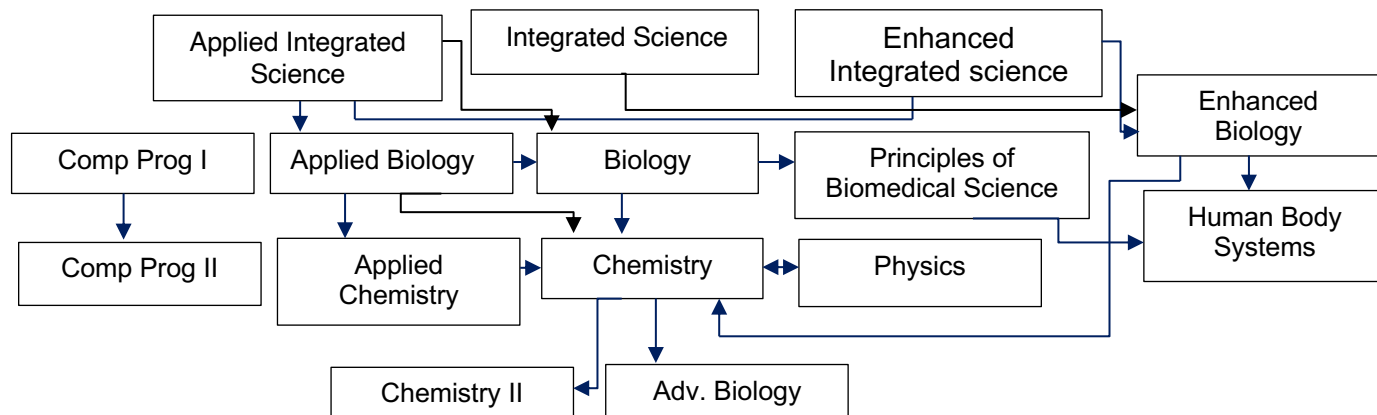 Applied Integrated
Science
Integrated Science
Enhanced
Integrated science
Enhanced
Biology
Comp Prog I
Applied Biology
Biology
Principles of
Biomedical Science
Human Body
Systems
Comp Prog II
Applied
Chemistry
Chemistry
Physics
Chemistry II
Adv. Biology